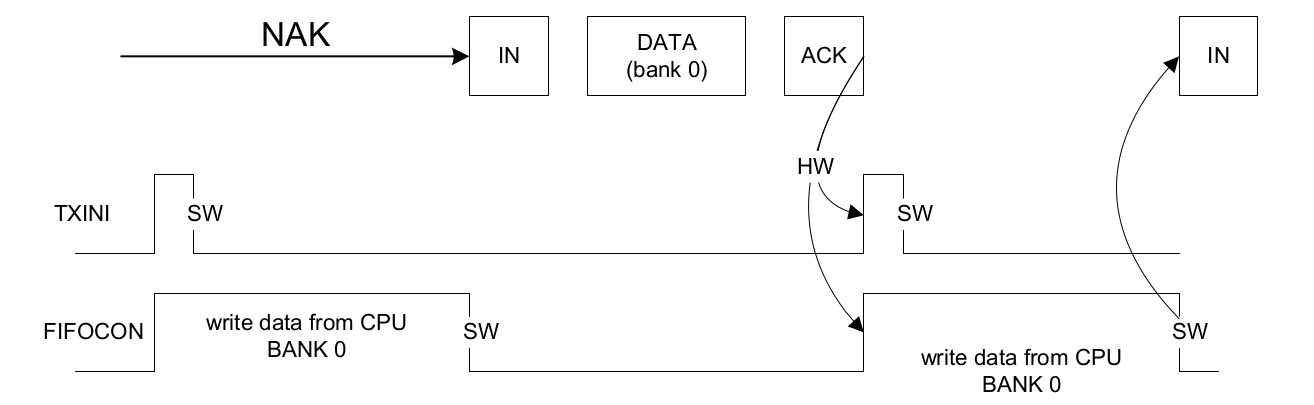 NAK
IN
DATA
(bank 0)
ACK
IN
HW
TXINI
SW
SW
FIFOCON
write data from CPU
BANK 0
SW
write data from CPU
BANK 0
SW